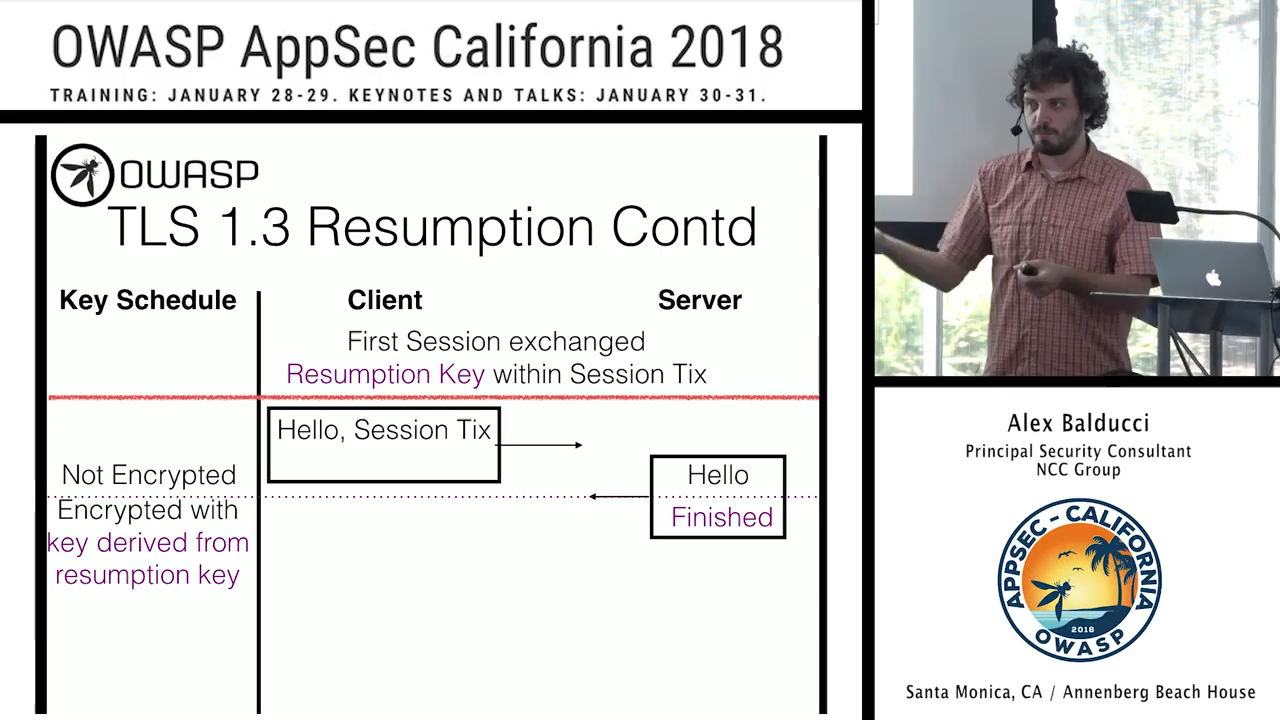 OWASP AppSec California 2018
TRAINING: JANUARY 28-29. KEYNOTES AND TALKS: JANUARY 30-31.
OWASP
TLS 1.3 Resumption Contd
Key Schedule
Client
Server
First Session exchanged
Resumption Key within Session Tix
Hello, Session Tix
Not Encrypted
Hello
Encrypted with
Finished
key derived from
resumption key
Alex Balducci
Principal Security Consultant
NCC Group
APPSEC - CALIFORNIA
2018
OWASP
Santa Monica, CA / Annenberg Beach House